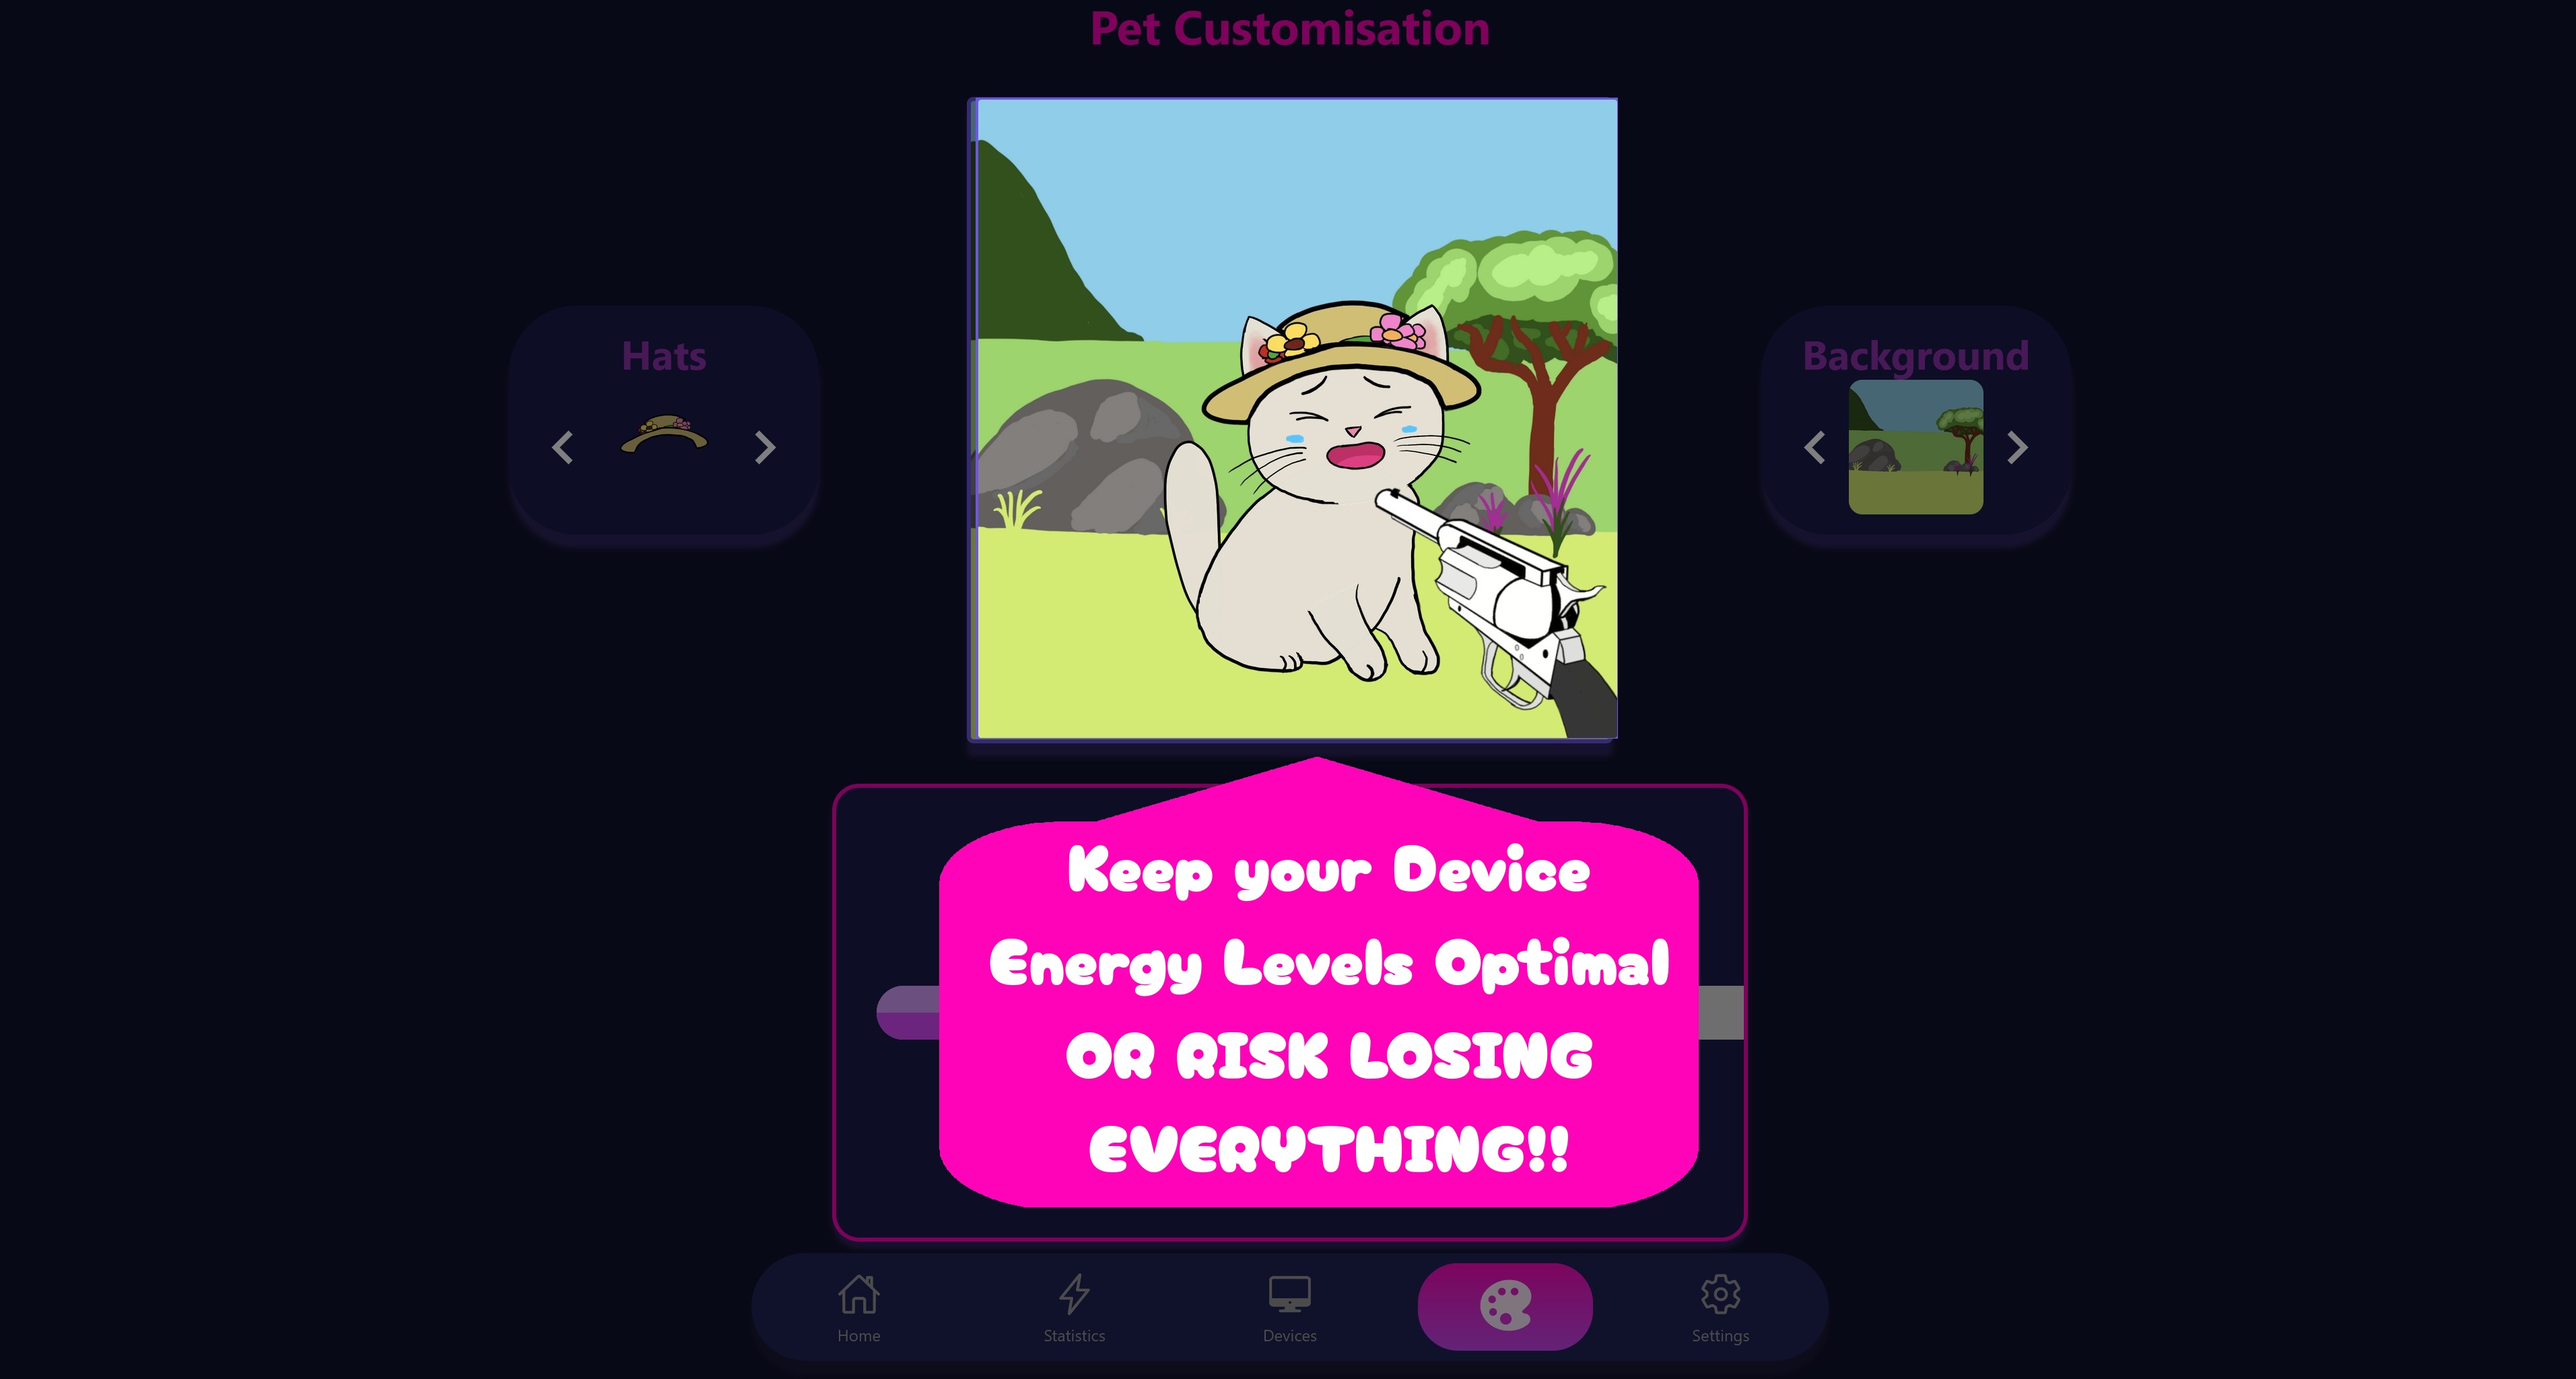 Pet Customisation
Hats
Background
Keep your Device
Energy Levels Optimal
OR RISK LOSING
EVERYTHING!!
Home
Statistics
Devices
Settings